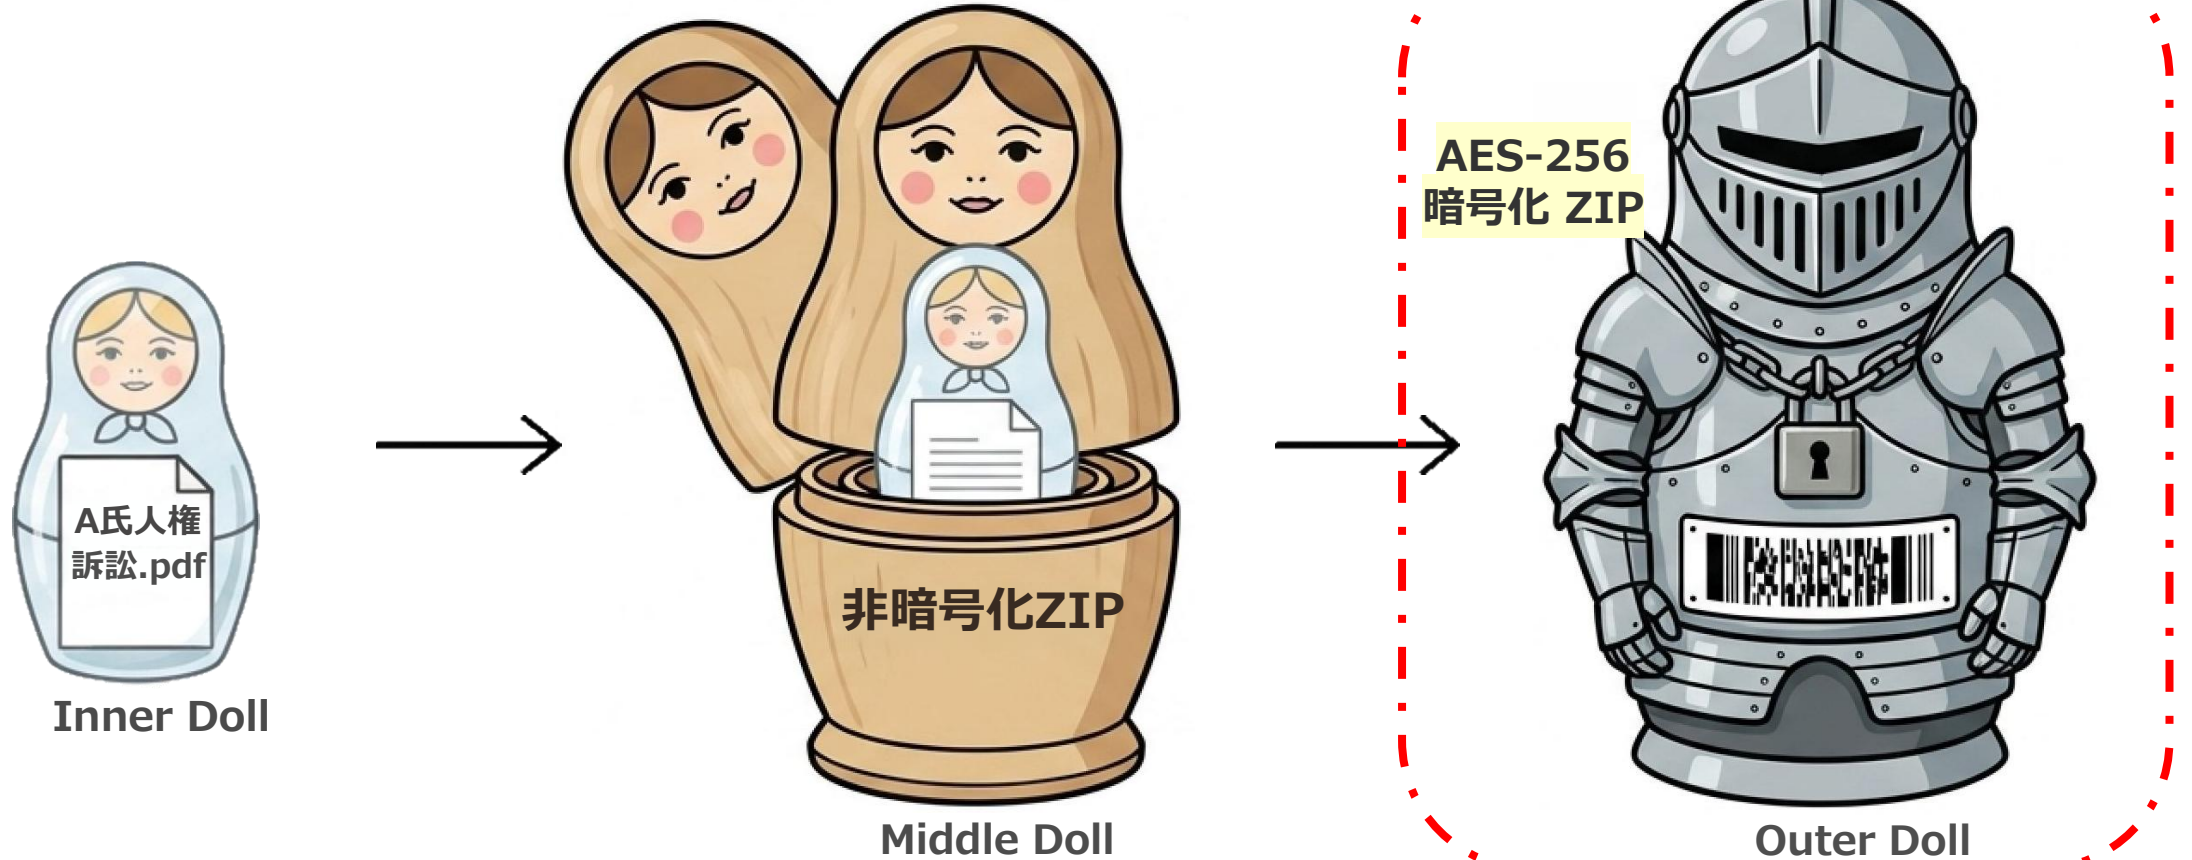 A氏人権
訴訟.pdf
Inner Doll
非暗号化ZIP
Middle Doll
AES-256
暗号化 ZIP
Outer Doll